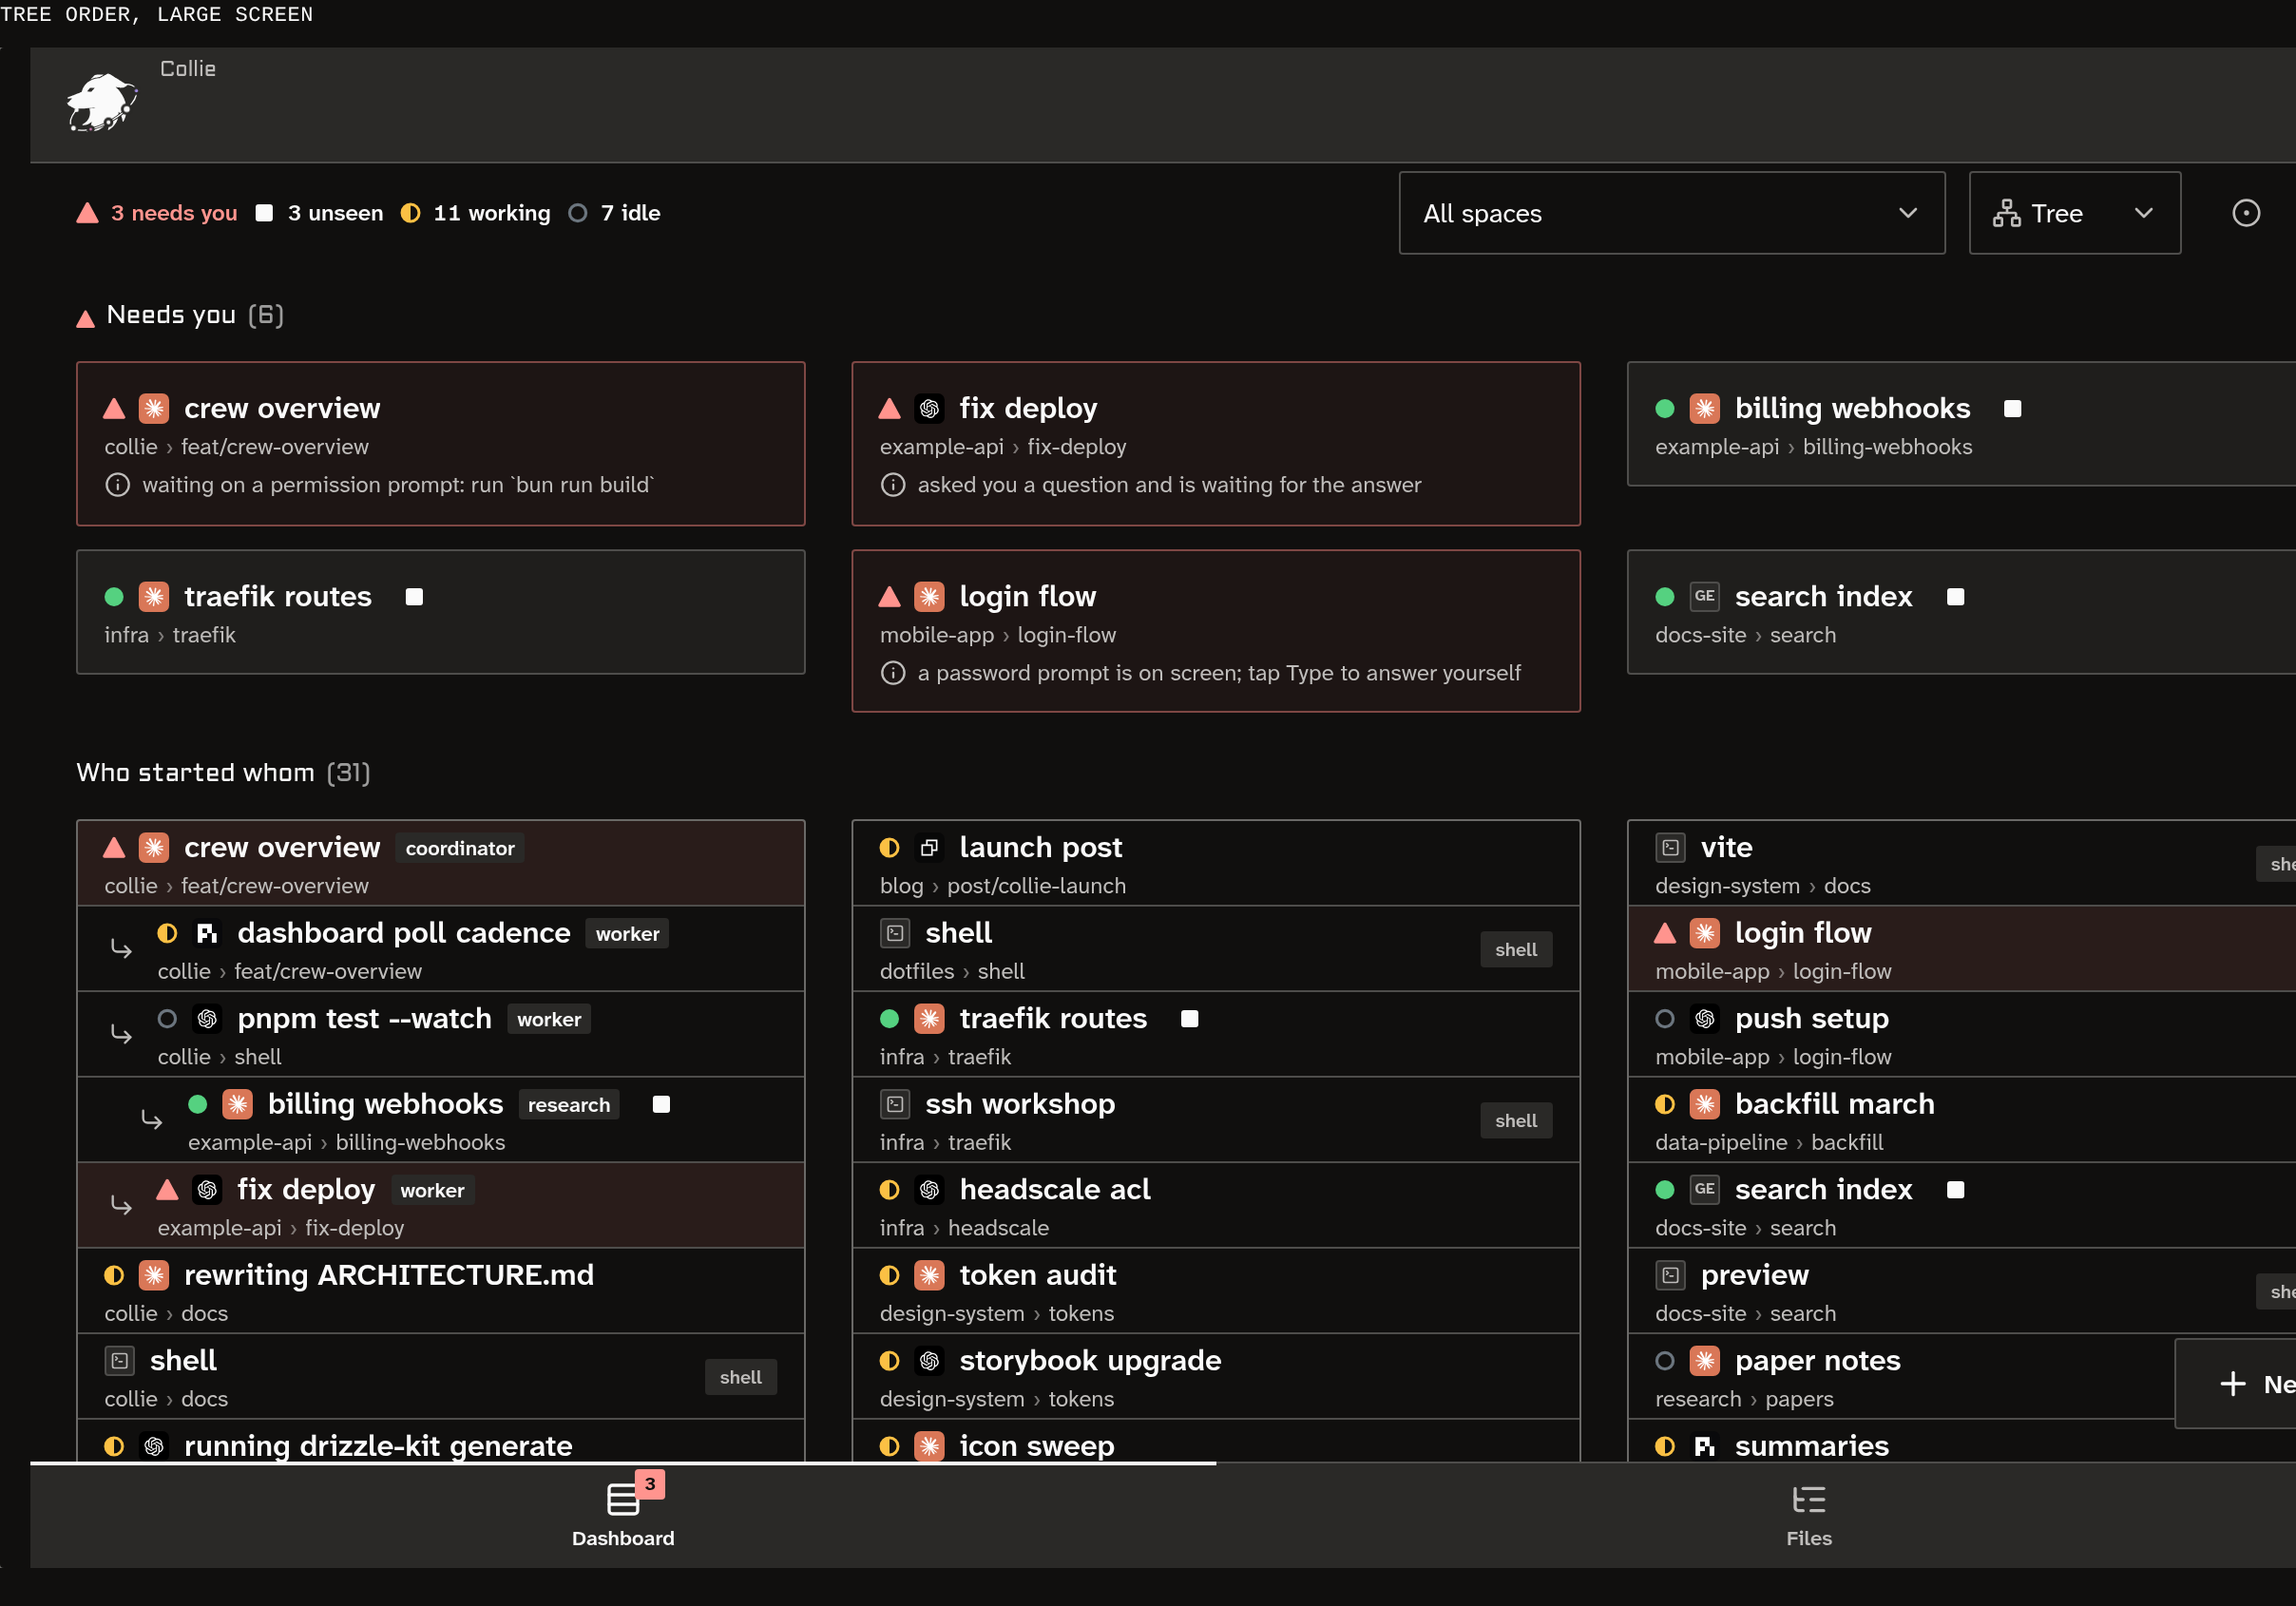 TREE ORDER, LARGE SCREEN
Collie
3 needs you 3 unseen 11 working 7 idle
All spaces
Tree
Needs you (6)
crew overview
collie › feat/crew-overview
waiting on a permission prompt: run `bun run build`
fix deploy
example-api › fix-deploy
asked you a question and is waiting for the answer
billing webhooks
example-api › billing-webhooks
traefik routes
infra › traefik
login flow
mobile-app › login-flow
a password prompt is on screen; tap Type to answer yourself
GE search index
docs-site › search
Who started whom (31)
crew overview coordinator
collie › feat/crew-overview
dashboard poll cadence worker
collie › feat/crew-overview
pnpm test --watch worker
collie › shell
billing webhooks research
example-api › billing-webhooks
fix deploy worker
example-api › fix-deploy
rewriting ARCHITECTURE.md
collie › docs
shell shell
collie › docs
running drizzle-kit generate
launch post
blog › post/collie-launch
shell shell
dotfiles › shell
traefik routes
infra › traefik
ssh workshop shell
infra › traefik
headscale acl
infra › headscale
token audit
design-system › tokens
storybook upgrade
design-system › tokens
icon sweep
vite
design-system › docs
login flow
mobile-app › login-flow
push setup
mobile-app › login-flow
backfill march
data-pipeline › backfill
GE search index
docs-site › search
preview
docs-site › search
paper notes
research › papers
summaries
3
Dashboard
Files